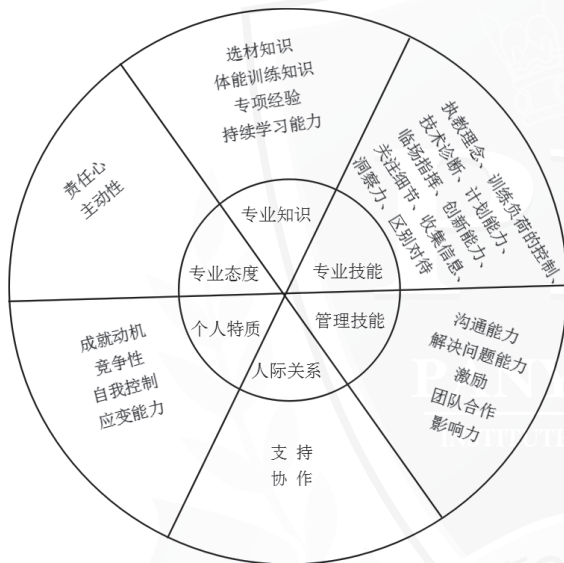 选材知识
体能训练知识
专项经验
持续学习能力
执教理念、训练负荷的控制、
技术诊断、计划能力、
临场指挥、创新能力、
关注细节、收集信息、
洞察力、区别对待
责任心
主动性
专业知识
专业态度
专业技能
个人特质
管理技能
人际关系
成就动机
竞争性
自我控制
应变能力
沟通能力
解决问题能力
激励
团队合作
影响力
支 持
协 作